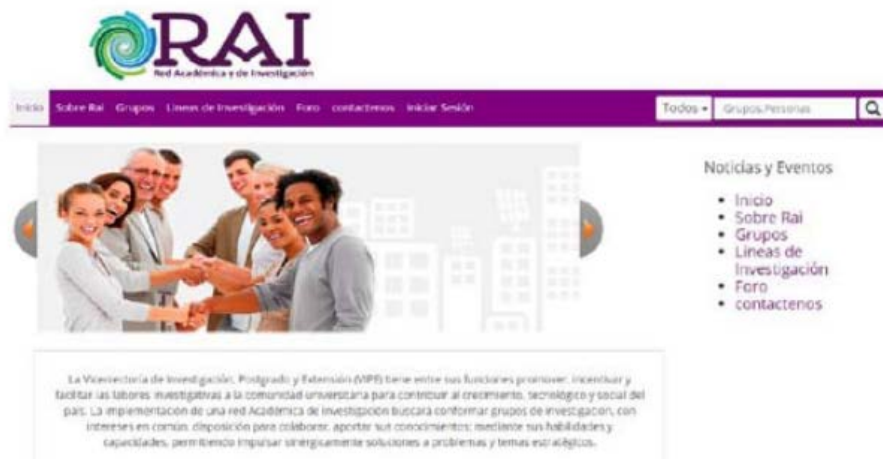 RAI
Red Académica y de Investigación
Inicio Sobre Rai Grupos Lineas de Investigación Foro contactenos Iniciar Sesión
Todos Grupos,Personas
Noticias y Eventos
Inicio
Sobre Rai
Grupos
Lineas de
Investigación
Foro
contactenos
La Vicerrectoría de Investigación, Postgrado y Extensión (VIPE) tiene entre sus funciones promover, incentivar y
facilitar las labores investigativas a la comunidad universitaria para contribuir al crecimiento, tecnológico y social del
país. La implementación de una red Académica de investigación buscará conformar grupos de investigación, con
intereses en común, disposición para colaborar, aportar sus conocimientos; mediante sus habilidades y
capacidades, permitiendo impulsar sinérgicamente soluciones a problemas y temas estratégicos.